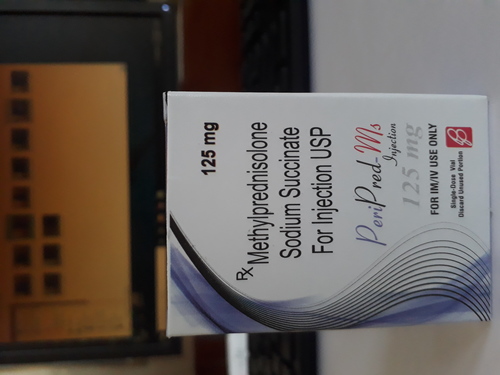 125 mg
Rx Methylprednisolone
Sodium Succinate
For Injection USP
PeriPred-Ms
Injection
125 mg
FOR IM/IV USE ONLY
Single-Dose Vial
Discard Unused Portion